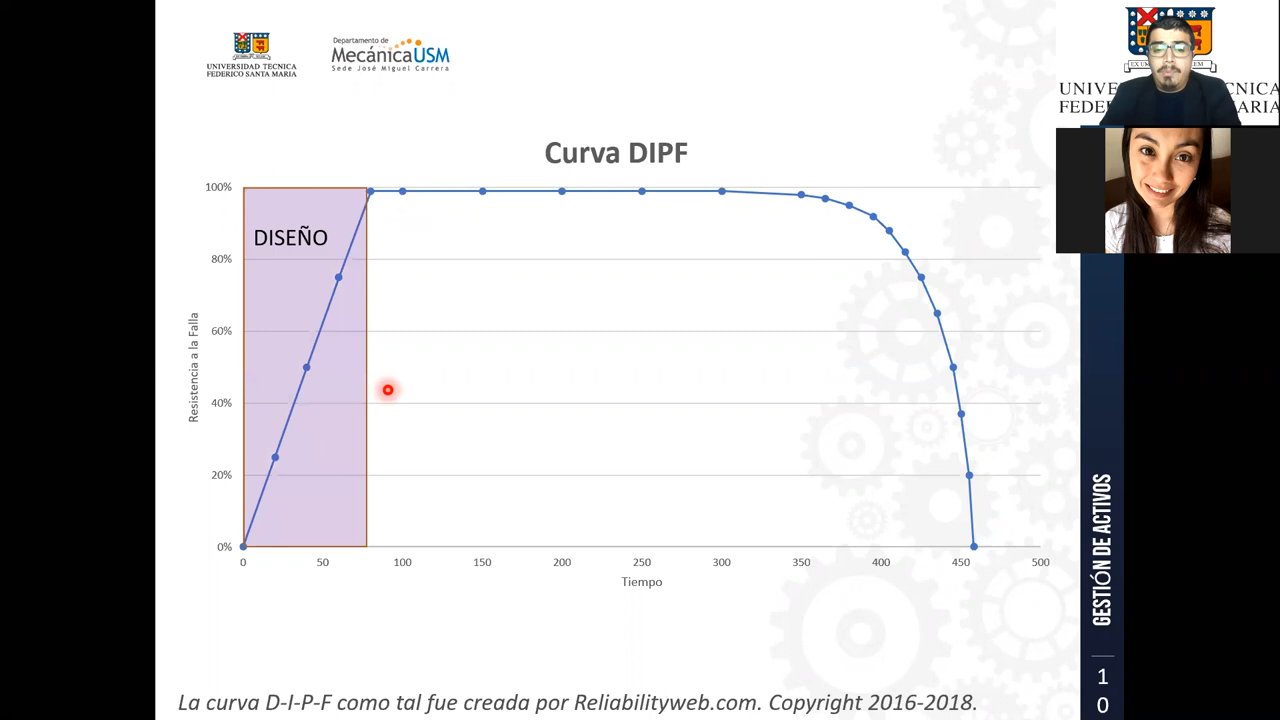 UNIVERSIDAD TECNICA
FEDERICO SANTA MARIA
Departamento de
MecánicaUSM
Sede José Miguel Carrera
Curva DIPF
100%
80%
60%
40%
20%
0%
Resistencia a la Falla
DISEÑO
0
50
100
150
200
250
300
350
400
450
500
Tiempo
La curva D-I-P-F como tal fue creada por Reliabilityweb.com. Copyright 2016-2018.
GESTIÓN DE ACTIVOS
1
0